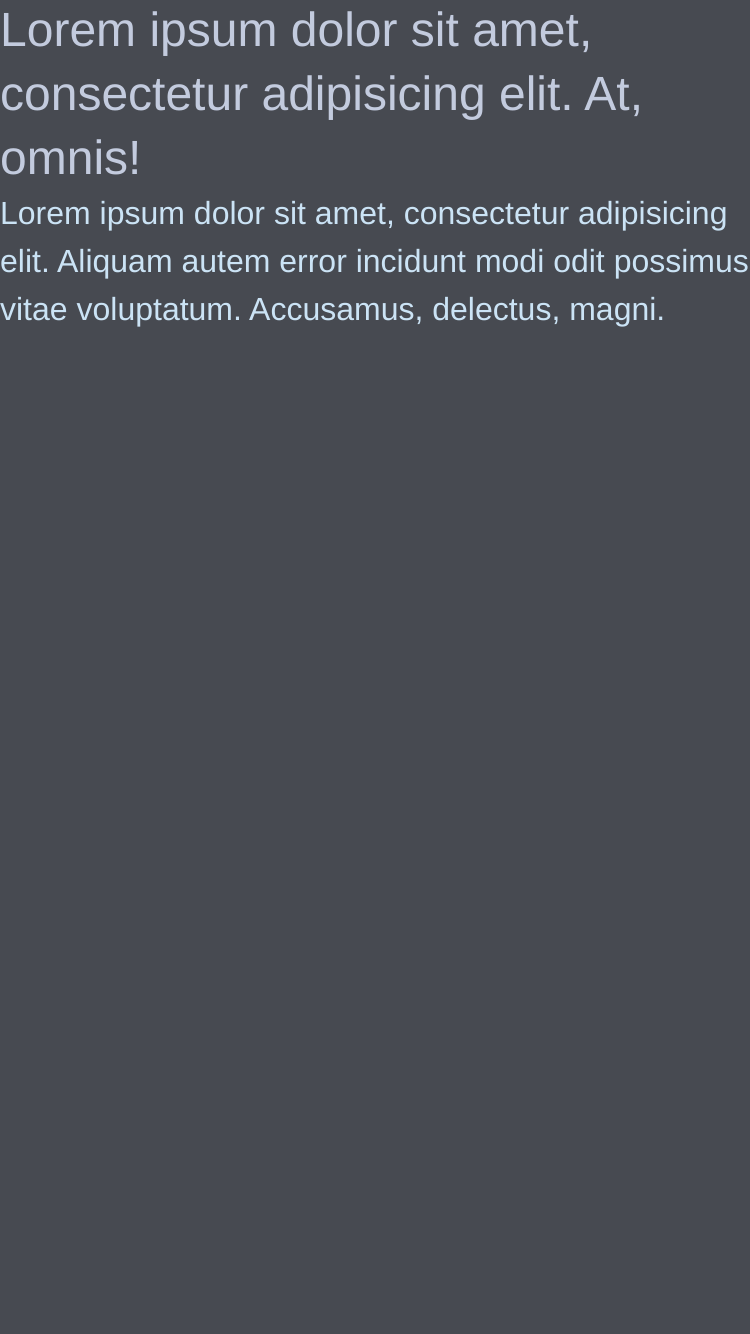 Lorem ipsum dolor sit amet,
consectetur adipisicing elit. At,
omnis!
Lorem ipsum dolor sit amet, consectetur adipisicing
elit. Aliquam autem error incidunt modi odit possimus
vitae voluptatum. Accusamus, delectus, magni.